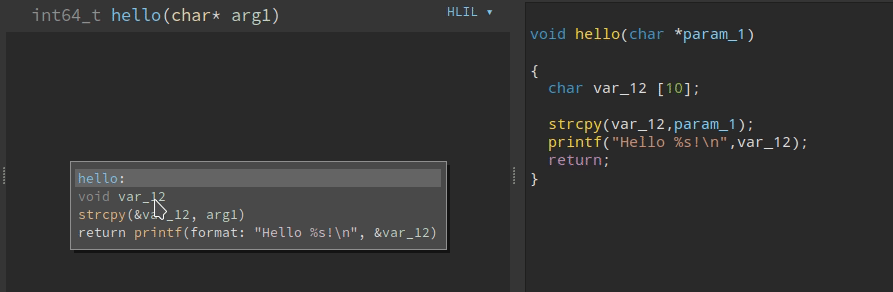 int64_t hello(char* arg1)
HLIL ▾
hello:
void var_12
strcpy(&var_12, arg1)
return printf(format: "Hello %s!\n", &var_12)
void hello(char *param_1)
{
char var_12 [10];
strcpy(var_12,param_1);
printf("Hello %s!\n",var_12);
return;
}